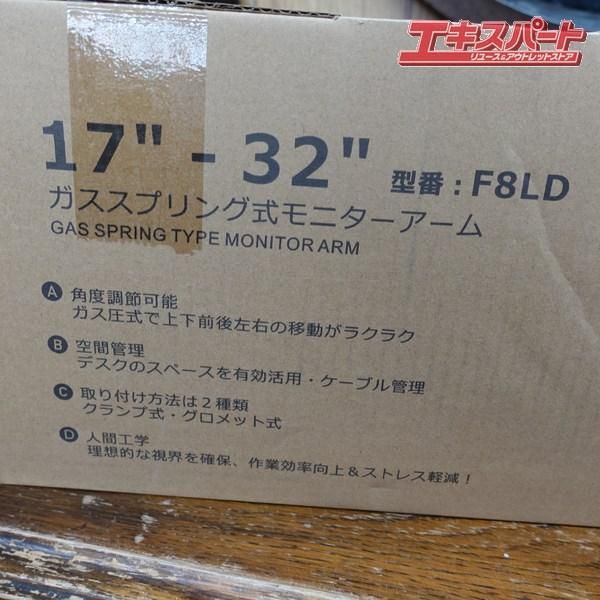 エキスパート
リユース&アウトレットストア
17" - 32" 型番：F8LD
ガススプリング式モニターアーム
GAS SPRING TYPE MONITOR ARM
A 角度調節可能
ガス圧式で上下前後左右の移動がラクラク
B 空間管理
デスクのスペースを有効活用・ケーブル管理
C 取り付け方法は２種類
クランプ式・グロメット式
D 人間工学
理想的な視界を確保、作業効率向上＆ストレス軽減！